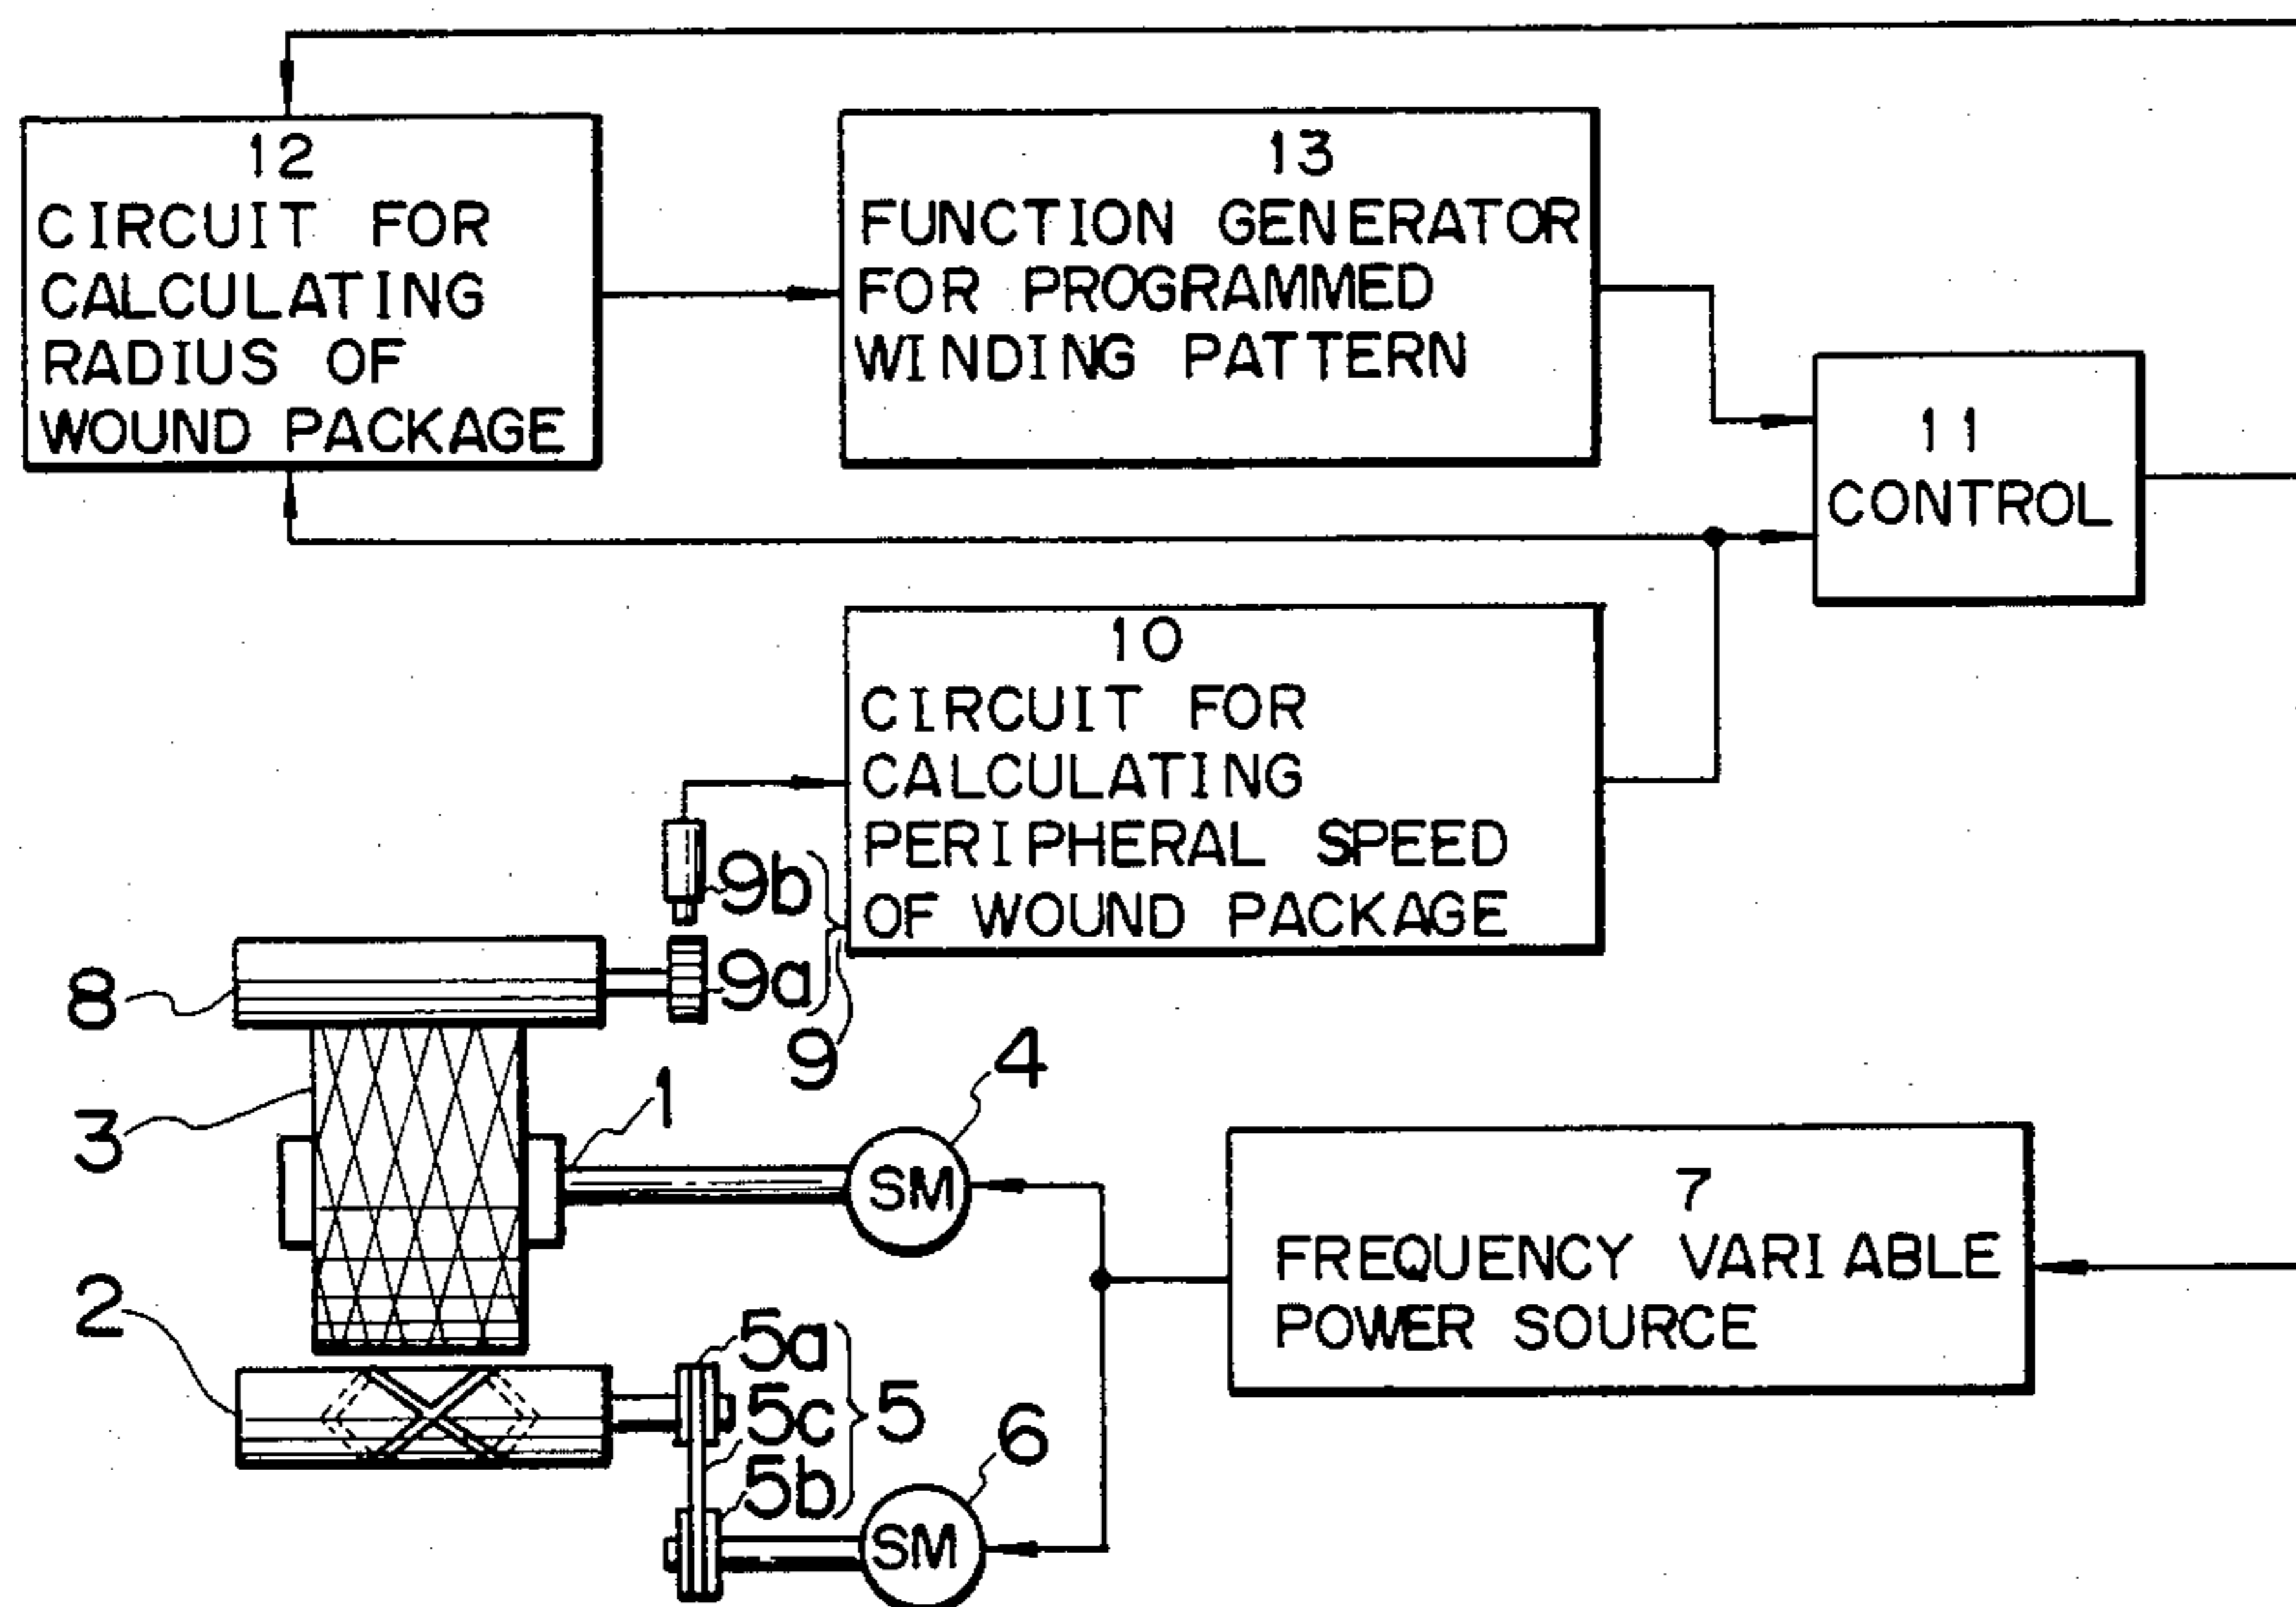 12
CIRCUIT FOR
CALCULATING
RADIUS OF
WOUND PACKAGE
13
FUNCTION GENERATOR
FOR PROGRAMMED
WINDING PATTERN
11
CONTROL
10
CIRCUIT FOR
CALCULATING
PERIPHERAL SPEED
OF WOUND PACKAGE
9b
9a
9
8
3
1
4
SM
7
FREQUENCY VARIABLE
POWER SOURCE
2
5a
5c
5
5b
6
SM